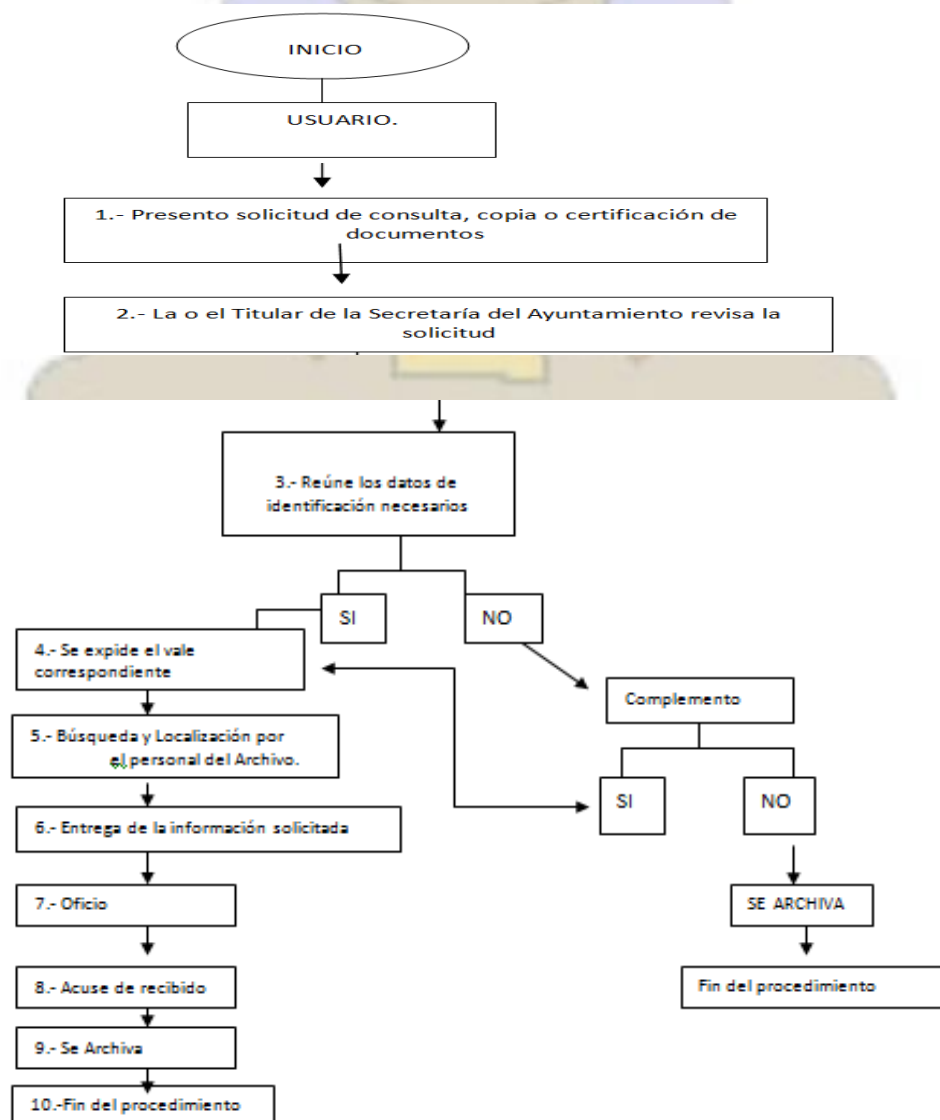 INICIO
USUARIO.
1.- Presento solicitud de consulta, copia o certificación de
documentos
2.- La o el Titular de la Secretaría del Ayuntamiento revisa la
solicitud
3.- Reúne los datos de
identificación necesarios
SI
NO
4.- Se expide el vale
correspondiente
Complemento
5.- Búsqueda y Localización por
el personal del Archivo.
SI
NO
6.- Entrega de la información solicitada
7.- Oficio
SE ARCHIVA
8.- Acuse de recibido
Fin del procedimiento
9.- Se Archiva
10.-Fin del procedimiento